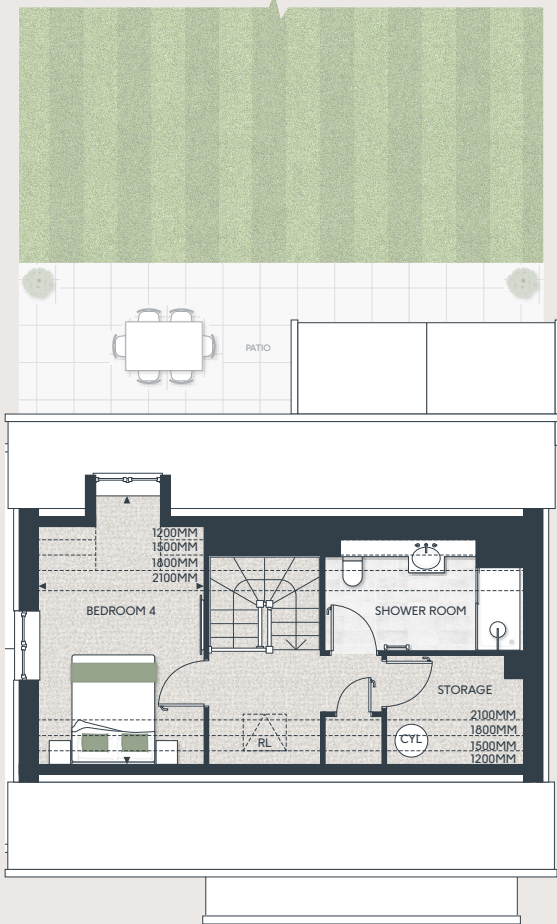 PATIO
1200MM
1500MM
1800MM
2100MM
BEDROOM 4
SHOWER ROOM
STORAGE
2100MM
1800MM
1500MM
1200MM
CYL
RL